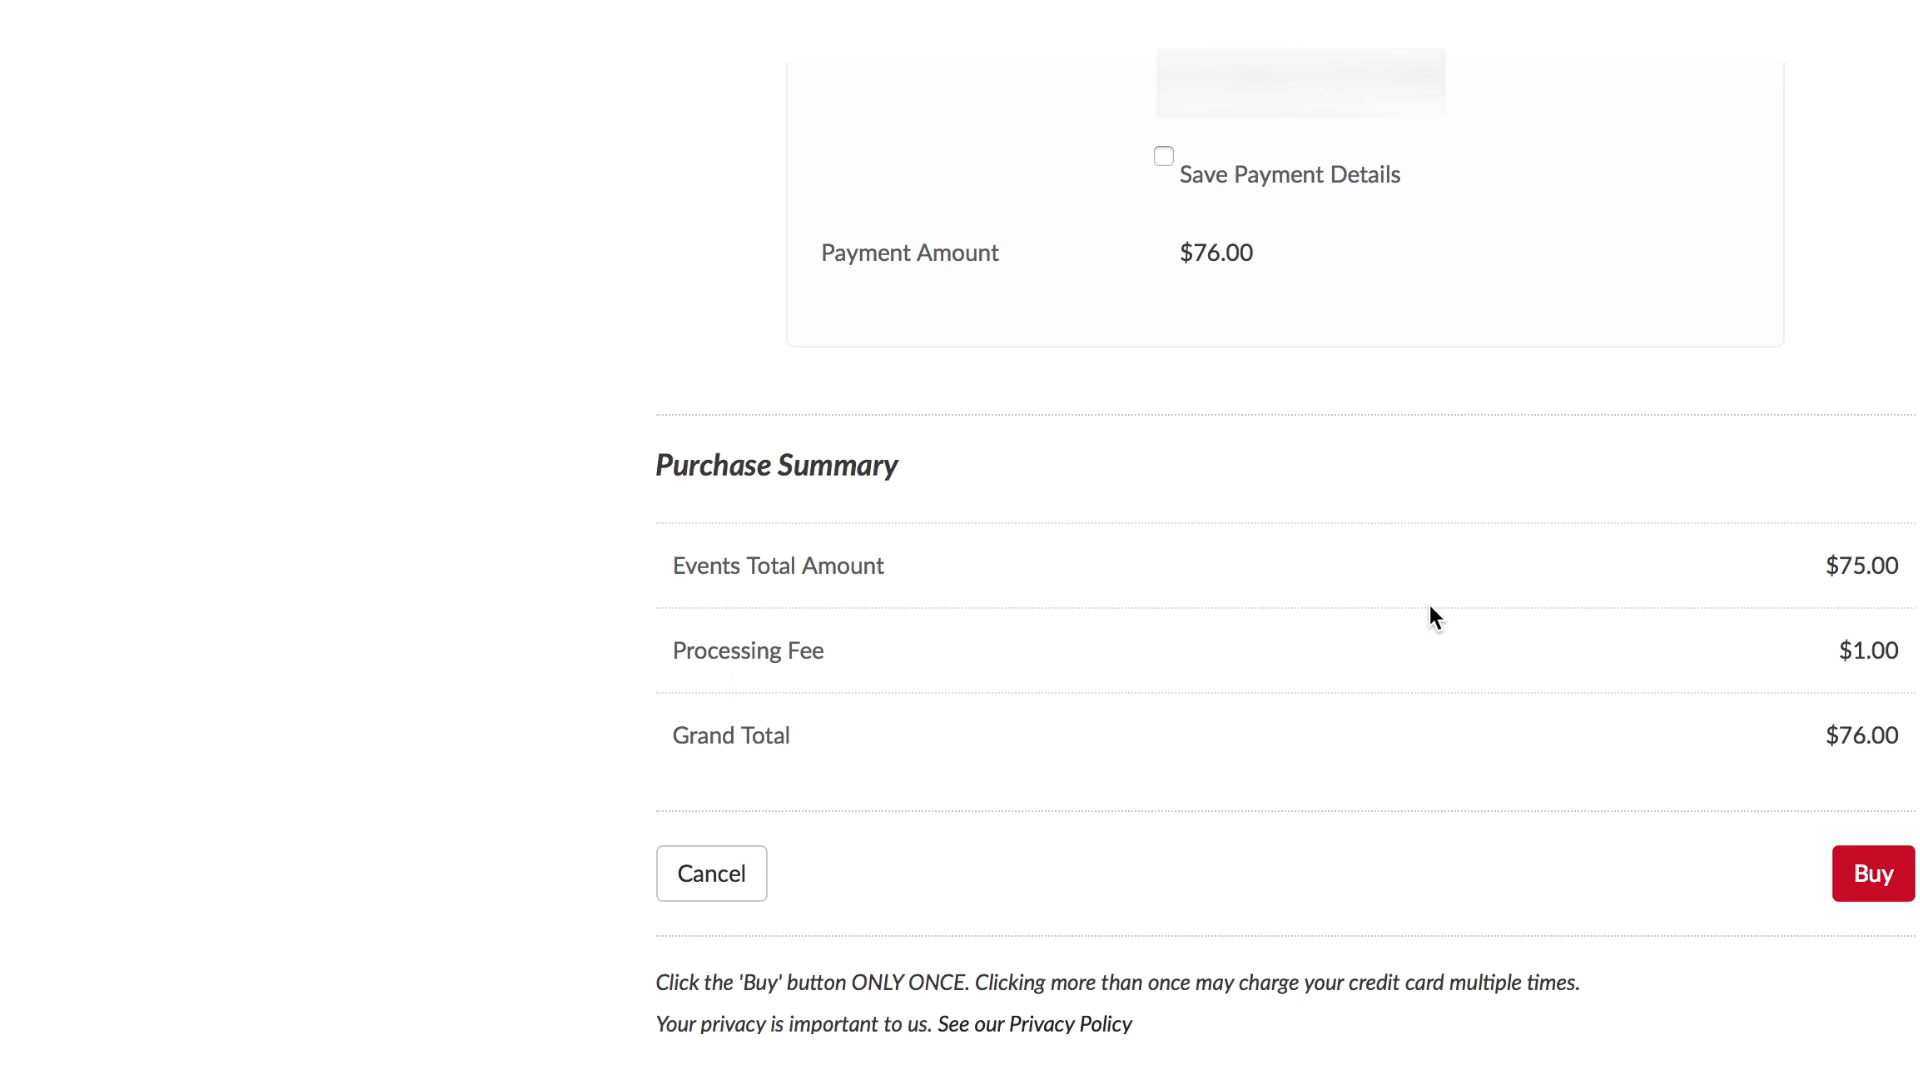 Save Payment Details
Payment Amount $76.00
Purchase Summary
Events Total Amount $75.00
Processing Fee $1.00
Grand Total $76.00
Cancel Buy
Click the 'Buy' button ONLY ONCE. Clicking more than once may charge your credit card multiple times.
Your privacy is important to us. See our Privacy Policy